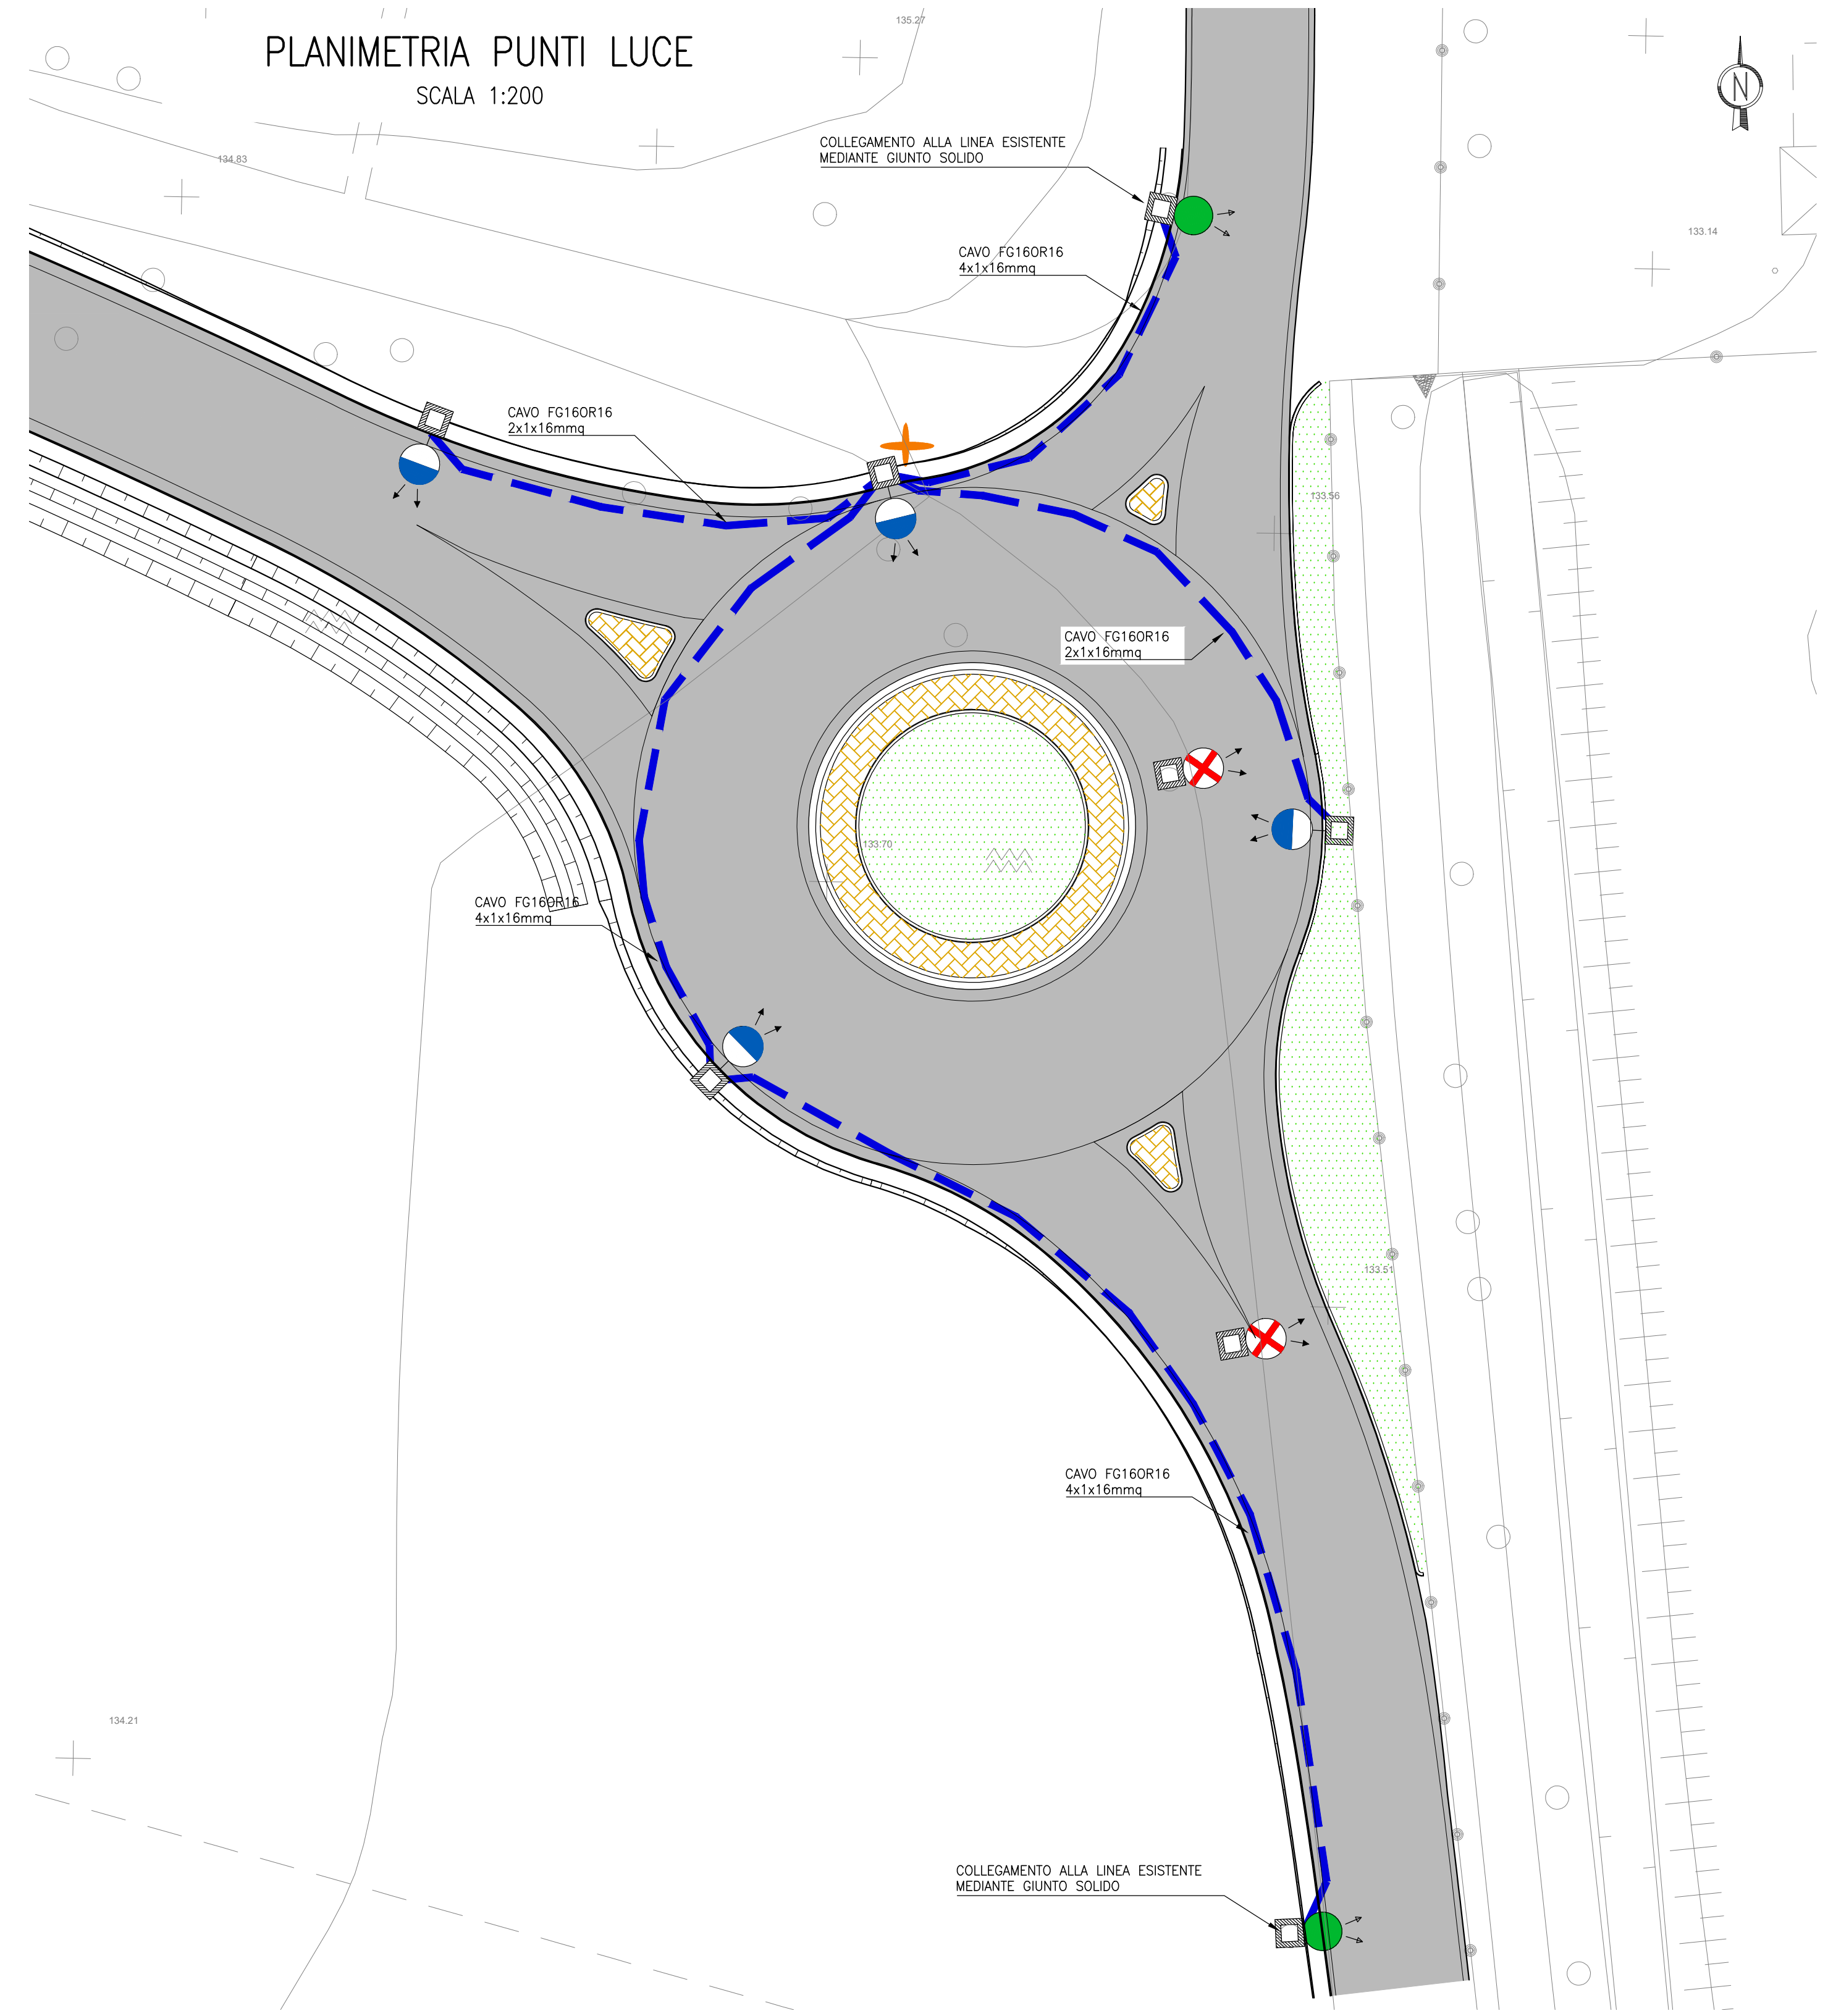 135.27
PLANIMETRIA PUNTI LUCE
SCALA 1:200
N
COLLEGAMENTO ALLA LINEA ESISTENTE
MEDIANTE GIUNTO SOLIDO
134.83
133.14
CAVO FG16OR16
4x1x16mmq
CAVO FG16OR16
2x1x16mmq
133.56
CAVO FG16OR16
2x1x16mmq
133.70
CAVO FG16OR16
4x1x16mmq
133.51
CAVO FG16OR16
4x1x16mmq
134.21
COLLEGAMENTO ALLA LINEA ESISTENTE
MEDIANTE GIUNTO SOLIDO